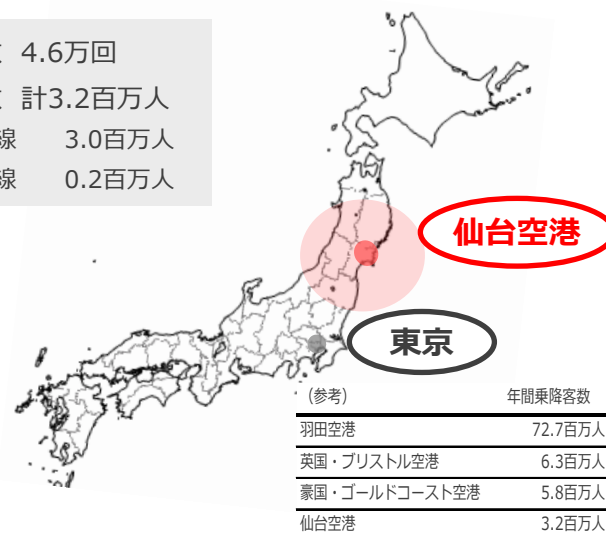 4.6万回
計3.2百万人
線 3.0百万人
線 0.2百万人
仙台空港
東京
(参考) 年間乗降客数
羽田空港 72.7百万人
英国・ブリストル空港 6.3百万人
豪国・ゴールドコースト空港 5.8百万人
仙台空港 3.2百万人